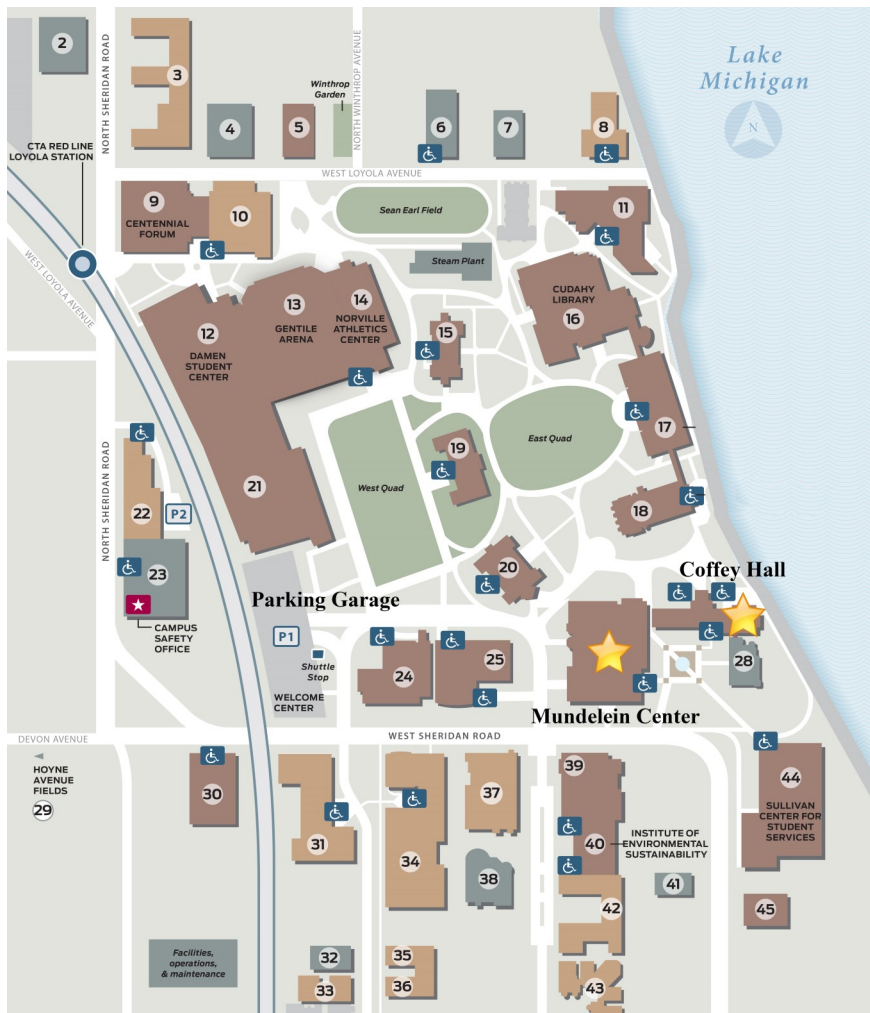 2
3
4
5
Winthrop
Garden
NORTH WINTHROP AVENUE
6
7
8
Lake
Michigan
N
NORTH SHERIDAN ROAD
CTA RED LINE
LOYOLA STATION
WEST LOYOLA AVENUE
WEST LOYOLA AVENUE
9
CENTENNIAL
FORUM
10
Sean Earl Field
11
Steam Plant
CUDAHY
LIBRARY
16
12
DAMEN
STUDENT
CENTER
13
GENTILE
ARENA
14
NORVILLE
ATHLETICS
CENTER
15
17
NORTH SHERIDAN ROAD
19
East Quad
West Quad
21
18
22
P2
23
20
CAMPUS
SAFETY
OFFICE
Parking Garage
Coffey Hall
P1
Shuttle
Stop
WELCOME
CENTER
24
25
28
Mundelein Center
DEVON AVENUE
WEST SHERIDAN ROAD
HOYNE
AVENUE
FIELDS
29
30
31
34
37
38
39
40
INSTITUTE OF
ENVIRONMENTAL
SUSTAINABILITY
44
SULLIVAN
CENTER FOR
STUDENT
SERVICES
41
42
45
Facilities,
operations,
& maintenance
32
33
35
36
43